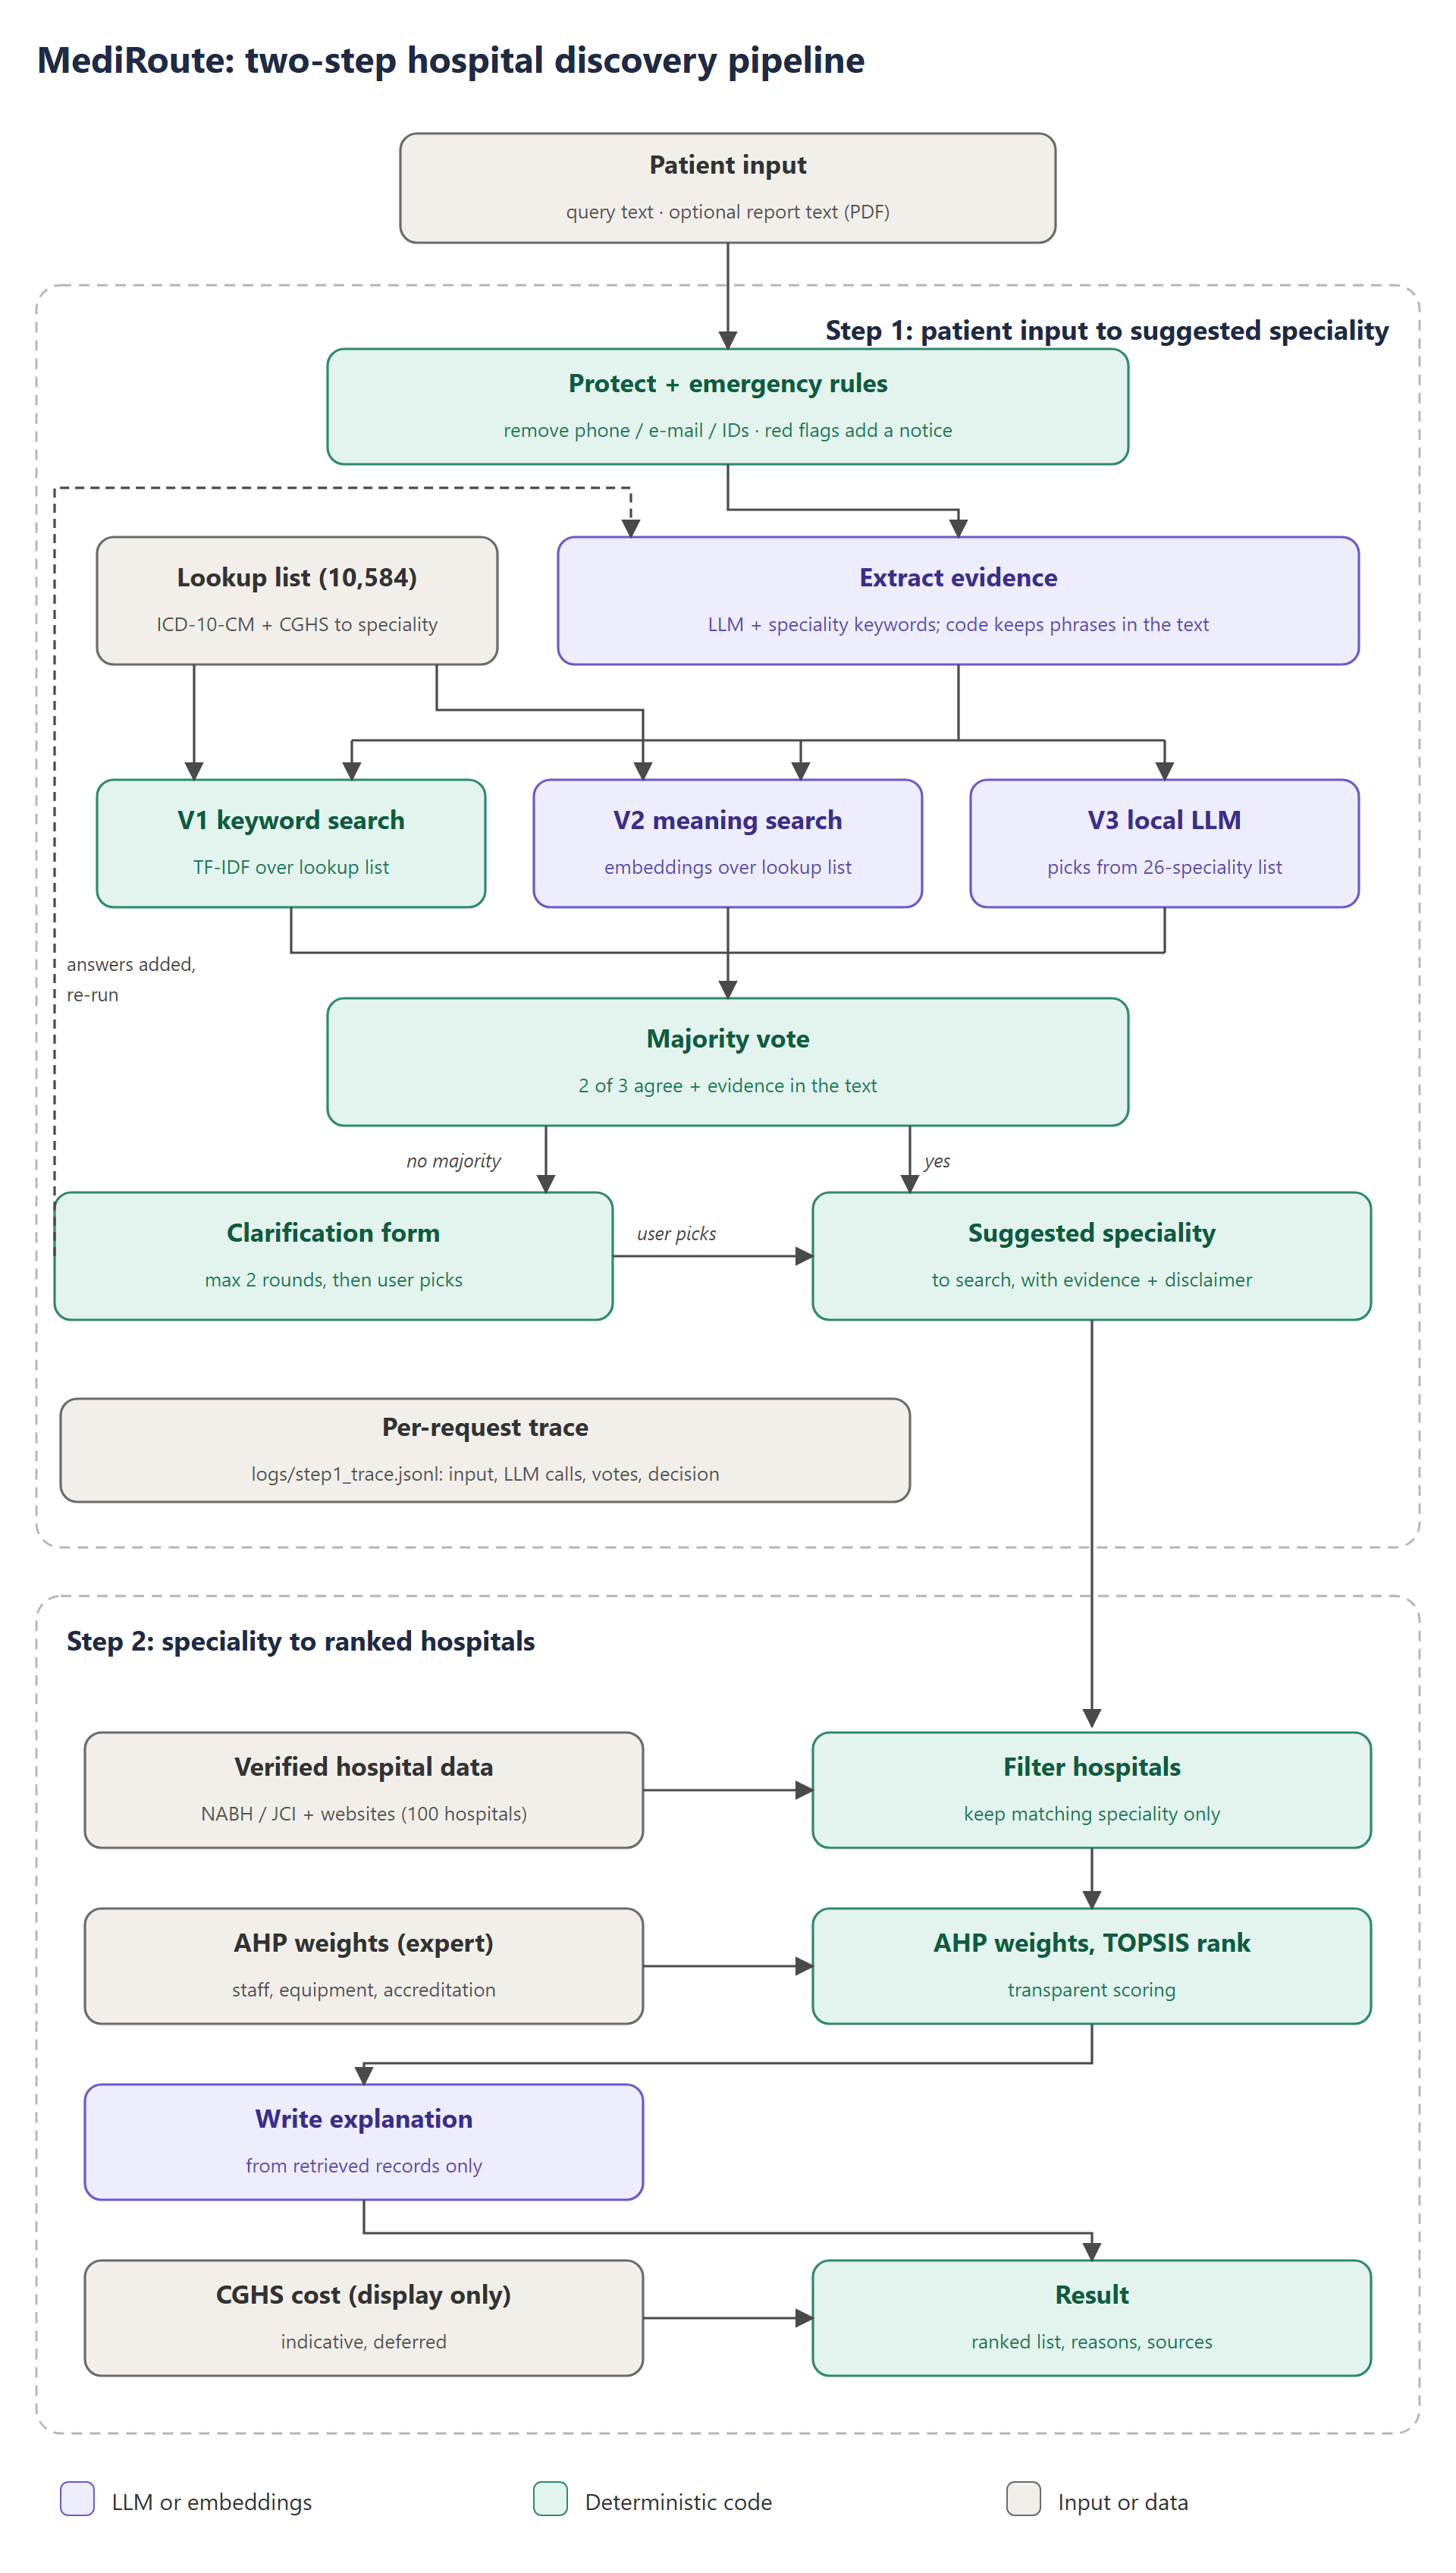 MediRoute: two-step hospital discovery pipeline
Patient input
query text · optional report text (PDF)
Step 1: patient input to suggested speciality
Protect + emergency rules
remove phone / e-mail / IDs · red flags add a notice
Lookup list (10,584)
ICD-10-CM + CGHS to speciality
Extract evidence
LLM + speciality keywords; code keeps phrases in the text
V1 keyword search
TF-IDF over lookup list
V2 meaning search
embeddings over lookup list
V3 local LLM
picks from 26-speciality list
answers added,
re-run
Majority vote
2 of 3 agree + evidence in the text
no majority
yes
Clarification form
max 2 rounds, then user picks
user picks
Suggested speciality
to search, with evidence + disclaimer
Per-request trace
logs/step1_trace.jsonl: input, LLM calls, votes, decision
Step 2: speciality to ranked hospitals
Verified hospital data
NABH / JCI + websites (100 hospitals)
Filter hospitals
keep matching speciality only
AHP weights (expert)
staff, equipment, accreditation
AHP weights, TOPSIS rank
transparent scoring
Write explanation
from retrieved records only
CGHS cost (display only)
indicative, deferred
Result
ranked list, reasons, sources
LLM or embeddings
Deterministic code
Input or data